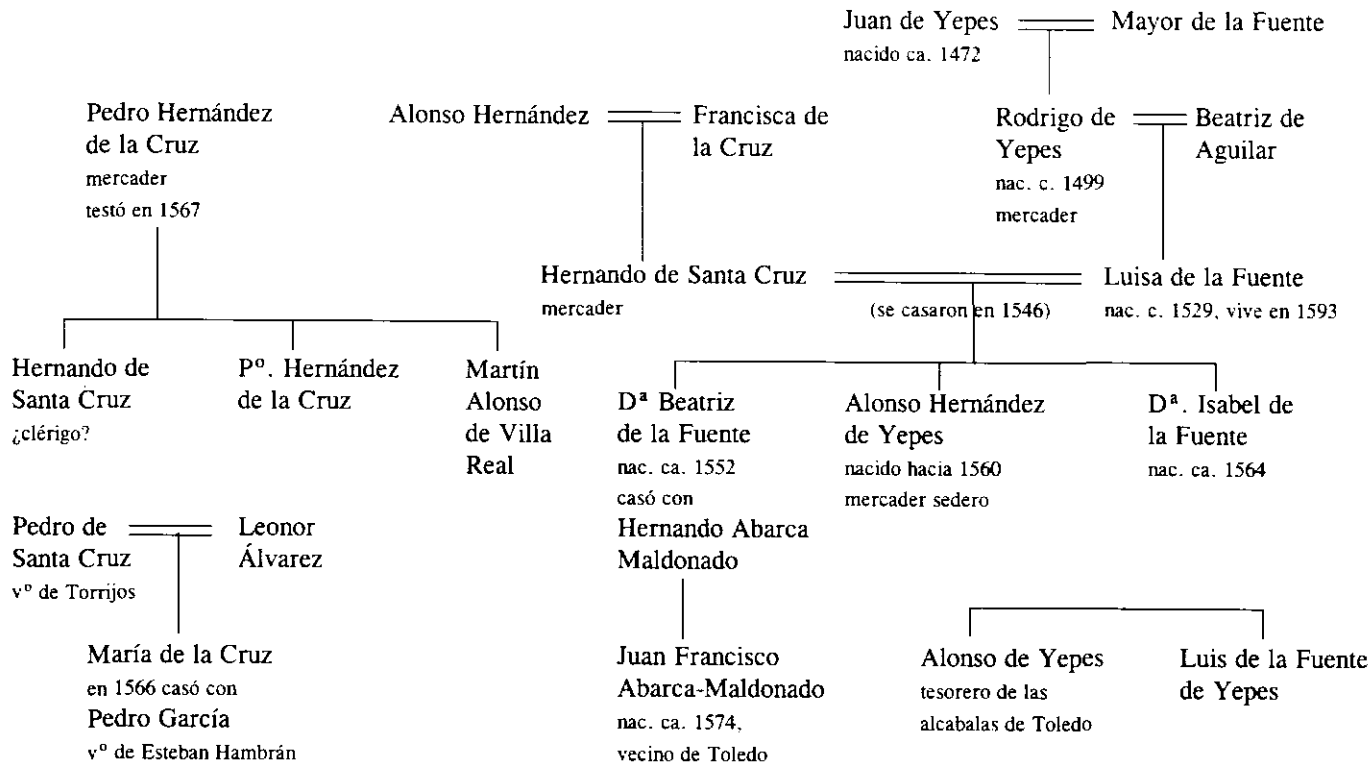 Juan de Yepes
nacido ca. 1472
Mayor de la Fuente
Pedro Hernández
de la Cruz
mercader
testó en 1567
Alonso Hernández
Francisca de
la Cruz
Rodrigo de
Yepes
nac. c. 1499
mercader
Beatriz de
Aguilar
Hernando de Santa Cruz
mercader
(se casaron en 1546)
Luisa de la Fuente
nac. c. 1529, vive en 1593
Hernando de
Santa Cruz
¿clérigo?
Pº. Hernández
de la Cruz
Martín
Alonso
de Villa
Real
Dª Beatriz
de la Fuente
nac. ca. 1552
casó con
Hernando Abarca
Maldonado
Alonso Hernández
de Yepes
nacido hacia 1560
mercader sedero
Dª. Isabel de
la Fuente
nac. ca. 1564
Pedro de
Santa Cruz
vº de Torrijos
Leonor
Álvarez
María de la Cruz
en 1566 casó con
Pedro García
vº de Esteban Hambrán
Juan Francisco
Abarca-Maldonado
nac. ca. 1574,
vecino de Toledo
Alonso de Yepes
tesorero de las
alcabalas de Toledo
Luis de la Fuente
de Yepes